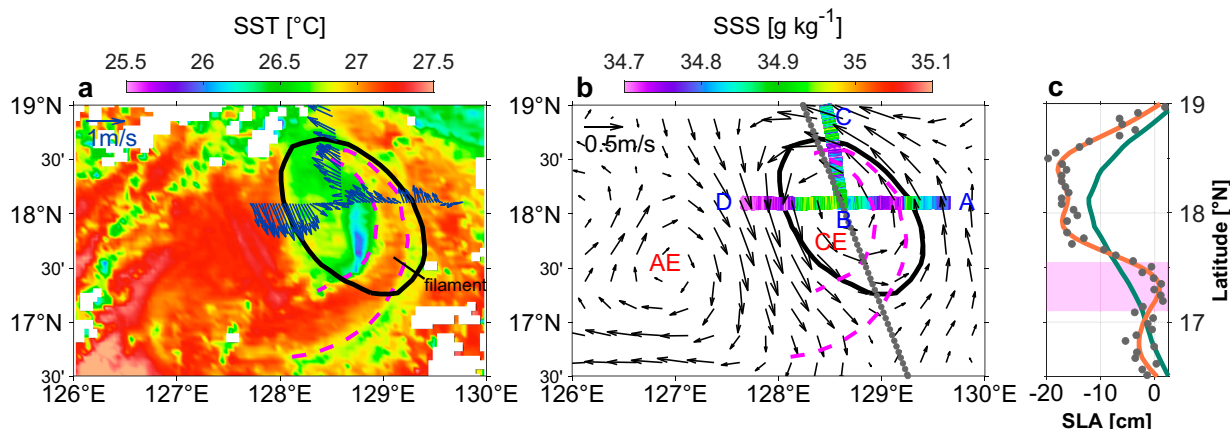 SST [°C]
25.5 26 26.5 27 27.5
SSS [g kg⁻¹]
34.7 34.8 34.9 35 35.1
a
b
c
19°N
30'
18°N
30'
17°N
30'
126°E 127°E 128°E 129°E 130°E
1m/s
filament
19°N
30'
18°N
30'
17°N
30'
126°E 127°E 128°E 129°E 130°E
0.5m/s
C
D
A
B
CE
AE
19
18
17
Latitude [°N]
-20 -10 0
SLA [cm]